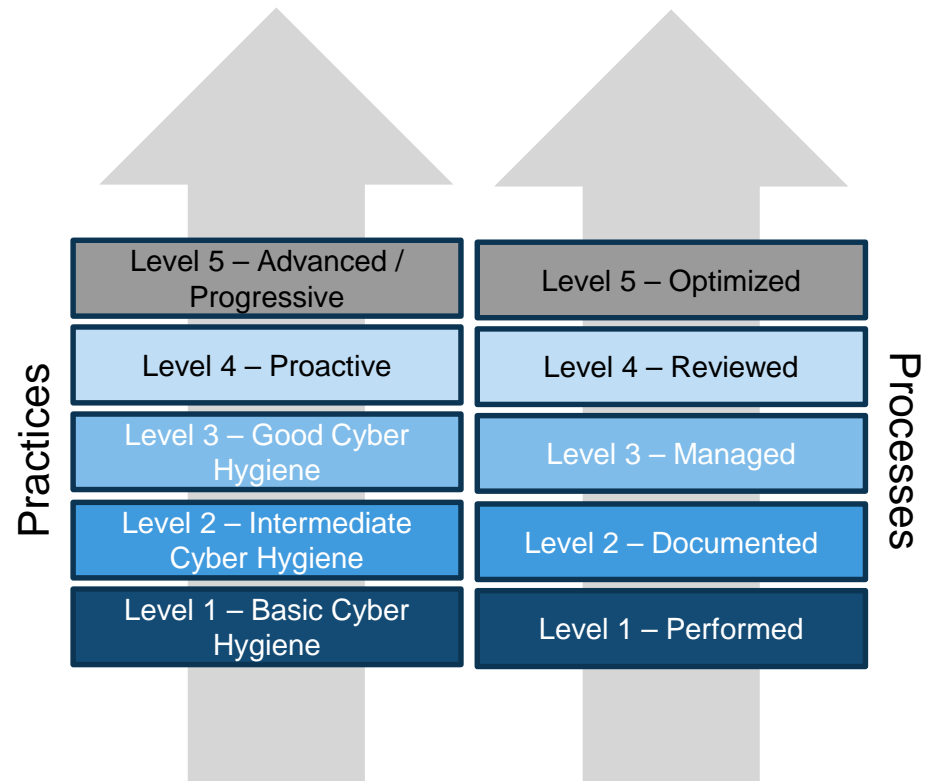 Practices
Level 5 – Advanced /
Progressive
Level 4 – Proactive
Level 3 – Good Cyber
Hygiene
Level 2 – Intermediate
Cyber Hygiene
Level 1 – Basic Cyber
Hygiene
Level 5 – Optimized
Level 4 – Reviewed
Level 3 – Managed
Level 2 – Documented
Level 1 – Performed
Processes